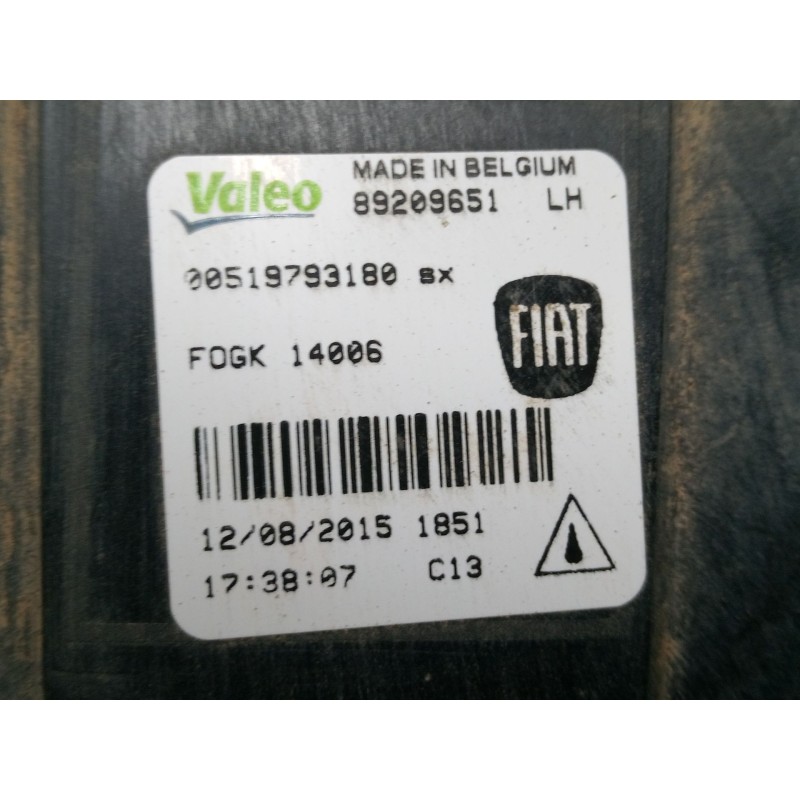 Valeo
MADE IN BELGIUM
89209651 LH
00519793180 sx
FIAT
FOGK 14006
12/08/2015 1851
17:38:07 C13